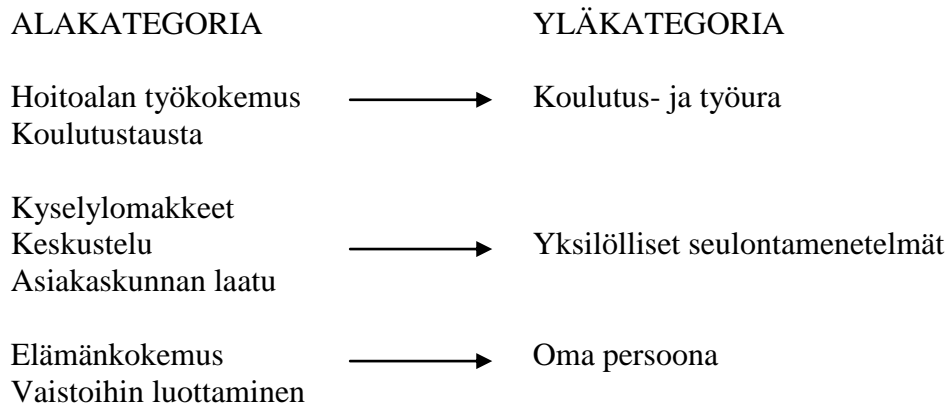 ALAKATEGORIA YLÄKATEGORIA
Hoitoalan työkokemus Koulutus- ja työura
Koulutustausta
Kyselylomakkeet
Keskustelu Yksilölliset seulontamenetelmät
Asiakaskunnan laatu
Elämänkokemus Oma persoona
Vaistoihin luottaminen